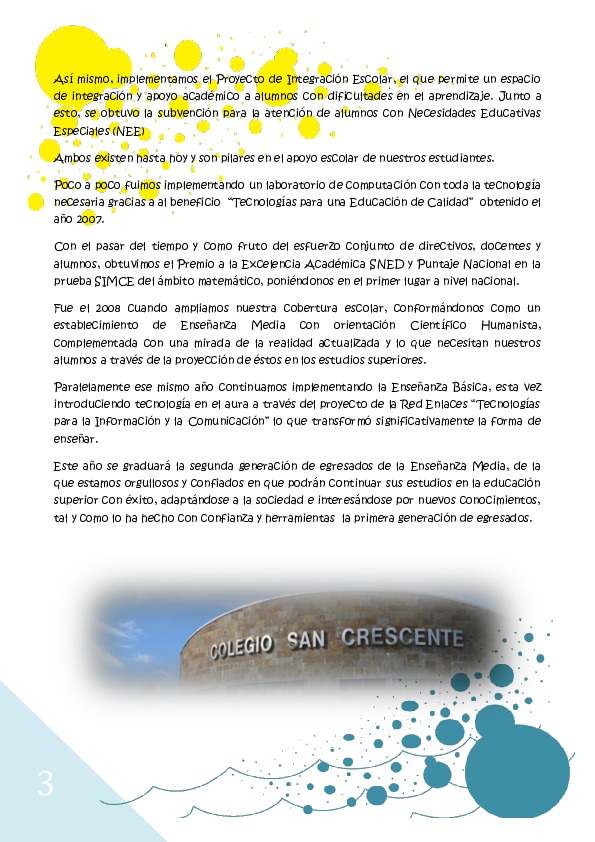 Así mismo, implementamos el Proyecto de Integración Escolar, el que permite un espacio
de integración y apoyo académico a alumnos con dificultades en el aprendizaje. Junto a
esto, se obtuvo la subvención para la atención de alumnos con Necesidades Educativas
Especiales (NEE)
Ambos existen hasta hoy y son pilares en el apoyo escolar de nuestros estudiantes.
Poco a poco fuimos implementando un laboratorio de Computación con toda la tecnología
necesaria gracias a al beneficio "Tecnologías para una Educación de Calidad" obtenido el
año 2007.
Con el pasar del tiempo y como fruto del esfuerzo conjunto de directivos, docentes y
alumnos, obtuvimos el Premio a la Excelencia Académica SNED y Puntaje Nacional en la
prueba SIMCE del ámbito matemático, poniéndonos en el primer lugar a nivel nacional.
Fue el 2008 cuando ampliamos nuestra cobertura escolar, conformándonos como un
establecimiento de Enseñanza Media con orientación Científico Humanista,
complementada con una mirada de la realidad actualizada y lo que necesitan nuestros
alumnos a través de la proyección de éstos en los estudios superiores.
Paralelamente ese mismo año continuamos implementando la Enseñanza Básica, esta vez
introduciendo tecnología en el aura a través del proyecto de la Red Enlaces "Tecnologías
para la Información y la Comunicación" lo que transformó significativamente la forma de
enseñar.
Este año se graduará la segunda generación de egresados de la Enseñanza Media, de la
que estamos orgullosos y confiados en que podrán continuar sus estudios en la educación
superior con éxito, adaptándose a la sociedad e interesándose por nuevos conocimientos,
tal y como lo ha hecho con confianza y herramientas la primera generación de egresados.
COLEGIO SAN CRESCENTE
3